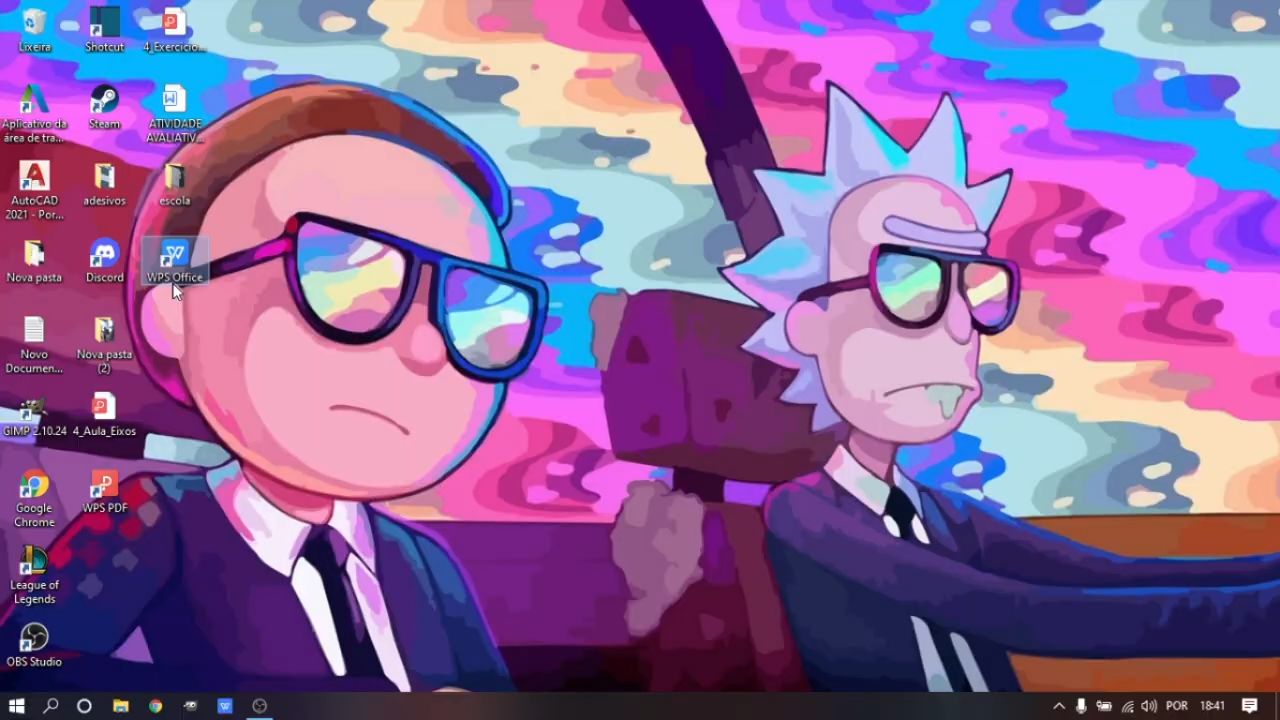 Lixeira
Shotcut
4_Exercício...
Aplicativo da
área de tra...
Steam
ATIVIDADE
AVALIATIV...
AutoCAD
2021 - Por...
adesivos
escola
Nova pasta
Discord
WPS Office
Novo
Documen...
Nova pasta
(2)
GIMP 2.10.24
4_Aula_Eixos
Google
Chrome
WPS PDF
League of
Legends
OBS Studio
POR
18:41